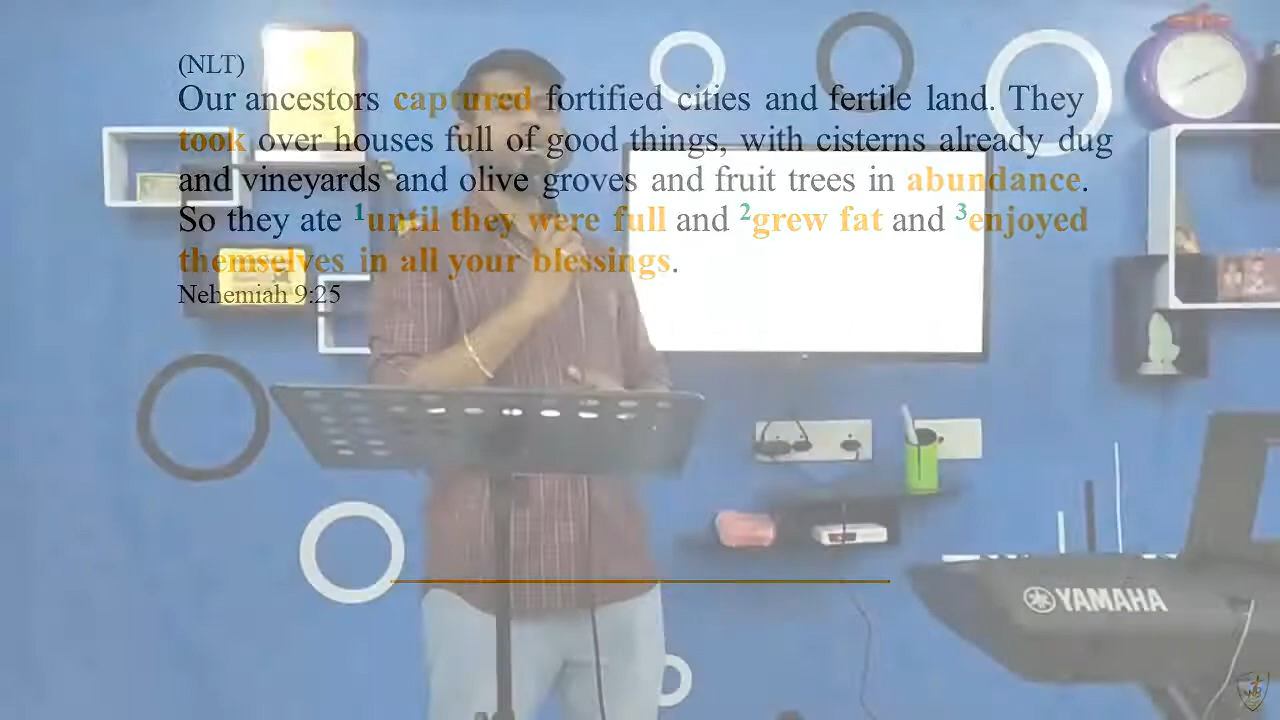 (NLT)
Our ancestors captured fortified cities and fertile land. They
took over houses full of good things, with cisterns already dug
and vineyards and olive groves and fruit trees in abundance.
So they ate ¹until they were full and ²grew fat and ³enjoyed
themselves in all your blessings.
Nehemiah 9:25
YAMAHA